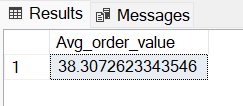 Results Messages
Avg_order_value
1 38.3072623343546